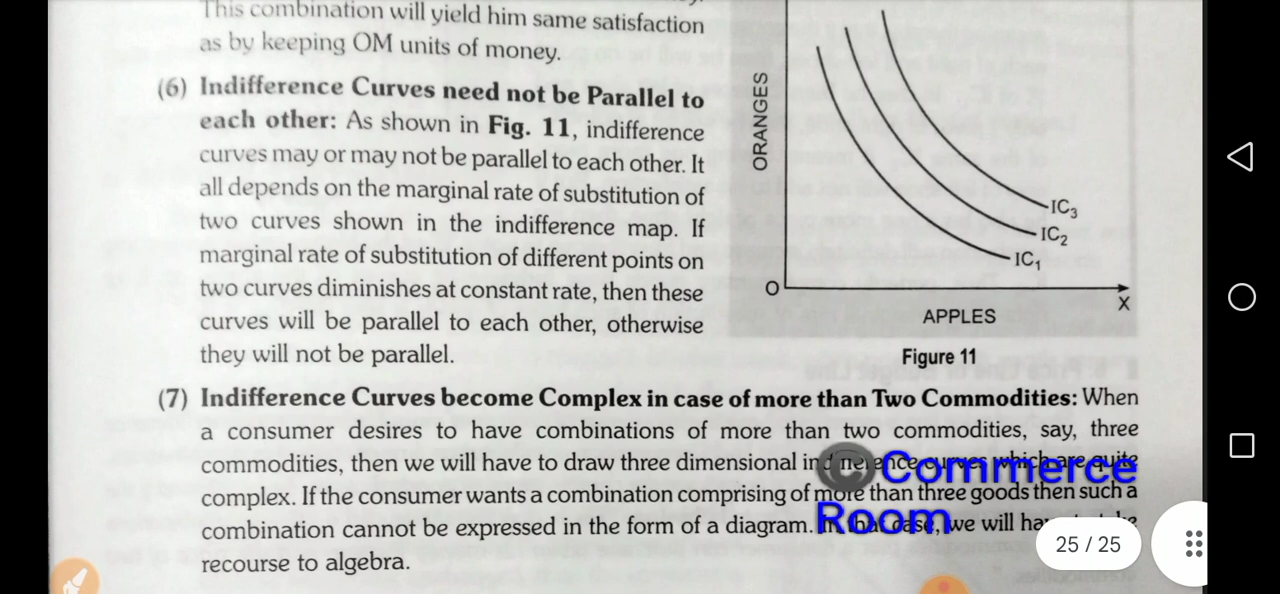 This combination will yield him same satisfaction
as by keeping OM units of money.
(6) Indifference Curves need not be Parallel to
each other: As shown in Fig. 11, indifference
curves may or may not be parallel to each other. It
all depends on the marginal rate of substitution of
two curves shown in the indifference map. If
marginal rate of substitution of different points on
two curves diminishes at constant rate, then these
curves will be parallel to each other, otherwise
they will not be parallel.
ORANGES
IC3
IC2
IC1
O
X
APPLES
Figure 11
(7) Indifference Curves become Complex in case of more than Two Commodities: When
a consumer desires to have combinations of more than two commodities, say, three
commodities, then we will have to draw three dimensional indifference curves which are quite
complex. If the consumer wants a combination comprising of more than three goods then such a
combination cannot be expressed in the form of a diagram. In that case, we will
recourse to algebra.
© Commerce
Room
25 / 25